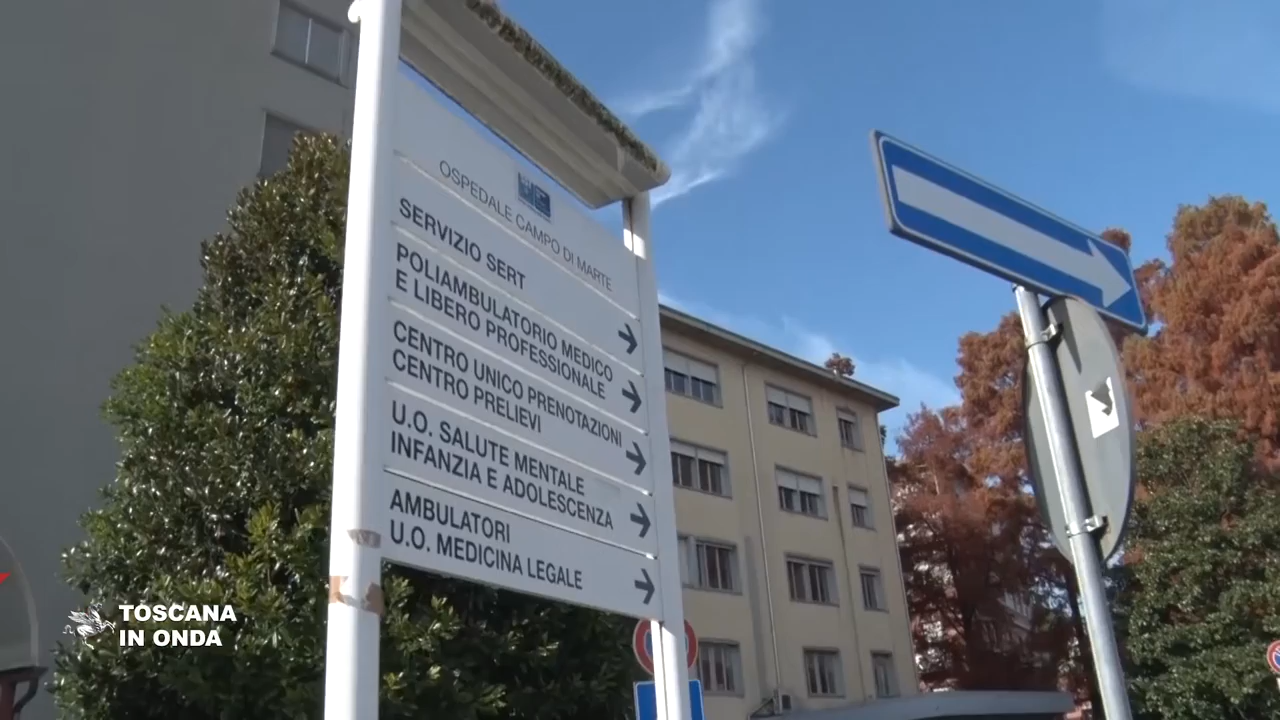 OSPEDALE CAMPO DI MARTE
SERVIZIO SERT
POLIAMBULATORIO MEDICO
E LIBERO PROFESSIONALE
CENTRO UNICO PRENOTAZIONI
CENTRO PRELIEVI
U.O. SALUTE MENTALE
INFANZIA E ADOLESCENZA
AMBULATORI
U.O. MEDICINA LEGALE
TOSCANA
IN ONDA